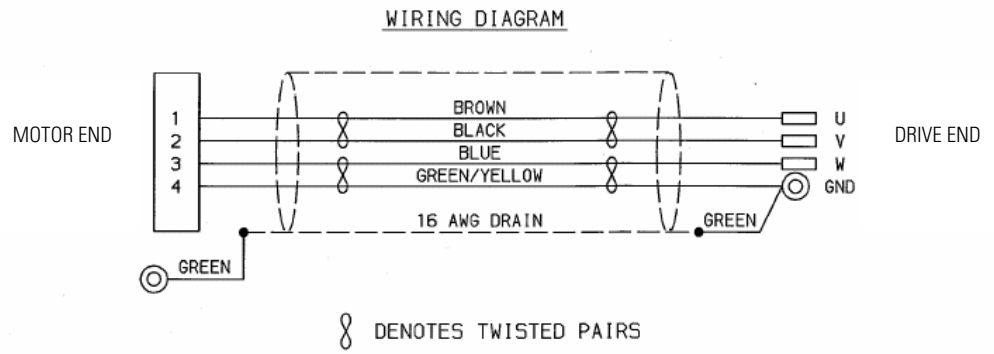 WIRING DIAGRAM
MOTOR END
DRIVE END
1 BROWN U
2 BLACK V
3 BLUE W
4 GREEN/YELLOW GND
16 AWG DRAIN
GREEN
GREEN
DENOTES TWISTED PAIRS